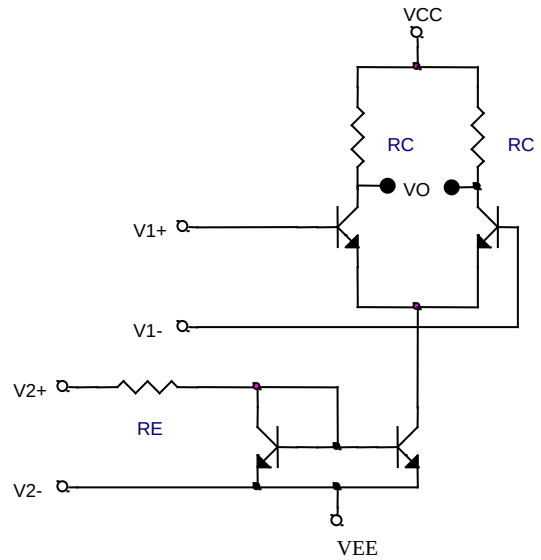 VCC
RC
RC
VO
V1+
V1-
V2+
RE
V2-
VEE